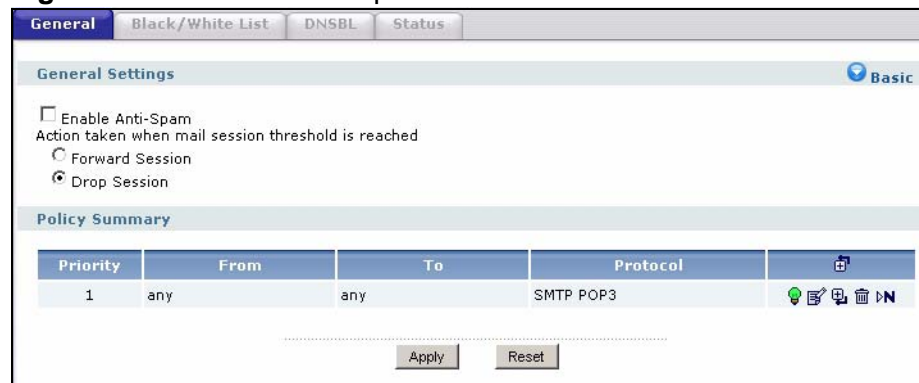 General Black/White List DNSBL Status
General Settings Basic
Enable Anti-Spam
Action taken when mail session threshold is reached
Forward Session
Drop Session
Policy Summary
Priority From To Protocol
1 any any SMTP POP3 N
Apply Reset